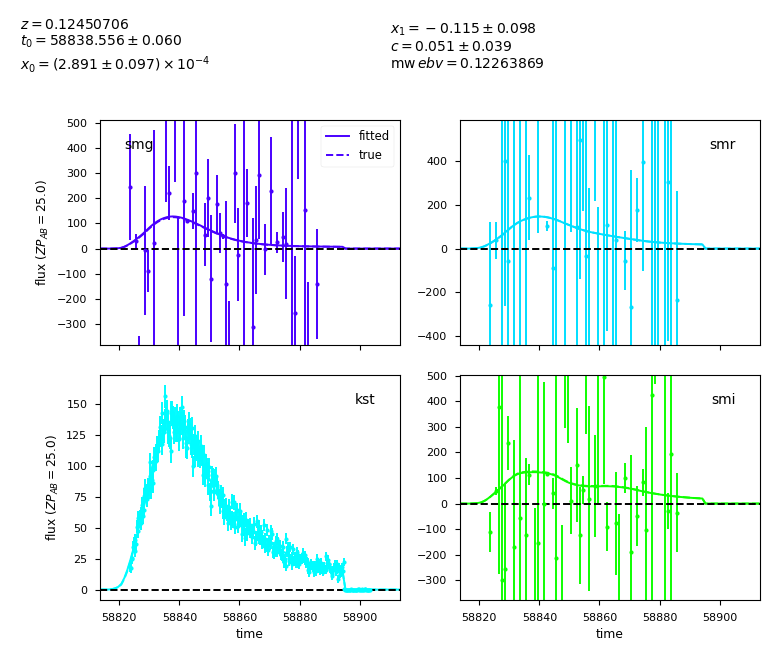 z = 0.12450706
t₀ = 58838.556 ± 0.060
x₀ = (2.891 ± 0.097) × 10⁻⁴
x₁ = −0.115 ± 0.098
c = 0.051 ± 0.039
mw ebv = 0.12263869
smg
fitted
true
500
400
300
200
100
0
−100
−200
−300
flux (ZP_AB = 25.0)
smr
400
200
0
−200
−400
kst
150
125
100
75
50
25
0
flux (ZP_AB = 25.0)
58820 58840 58860 58880 58900
time
smi
500
400
300
200
100
0
−100
−200
−300
58820 58840 58860 58880 58900
time